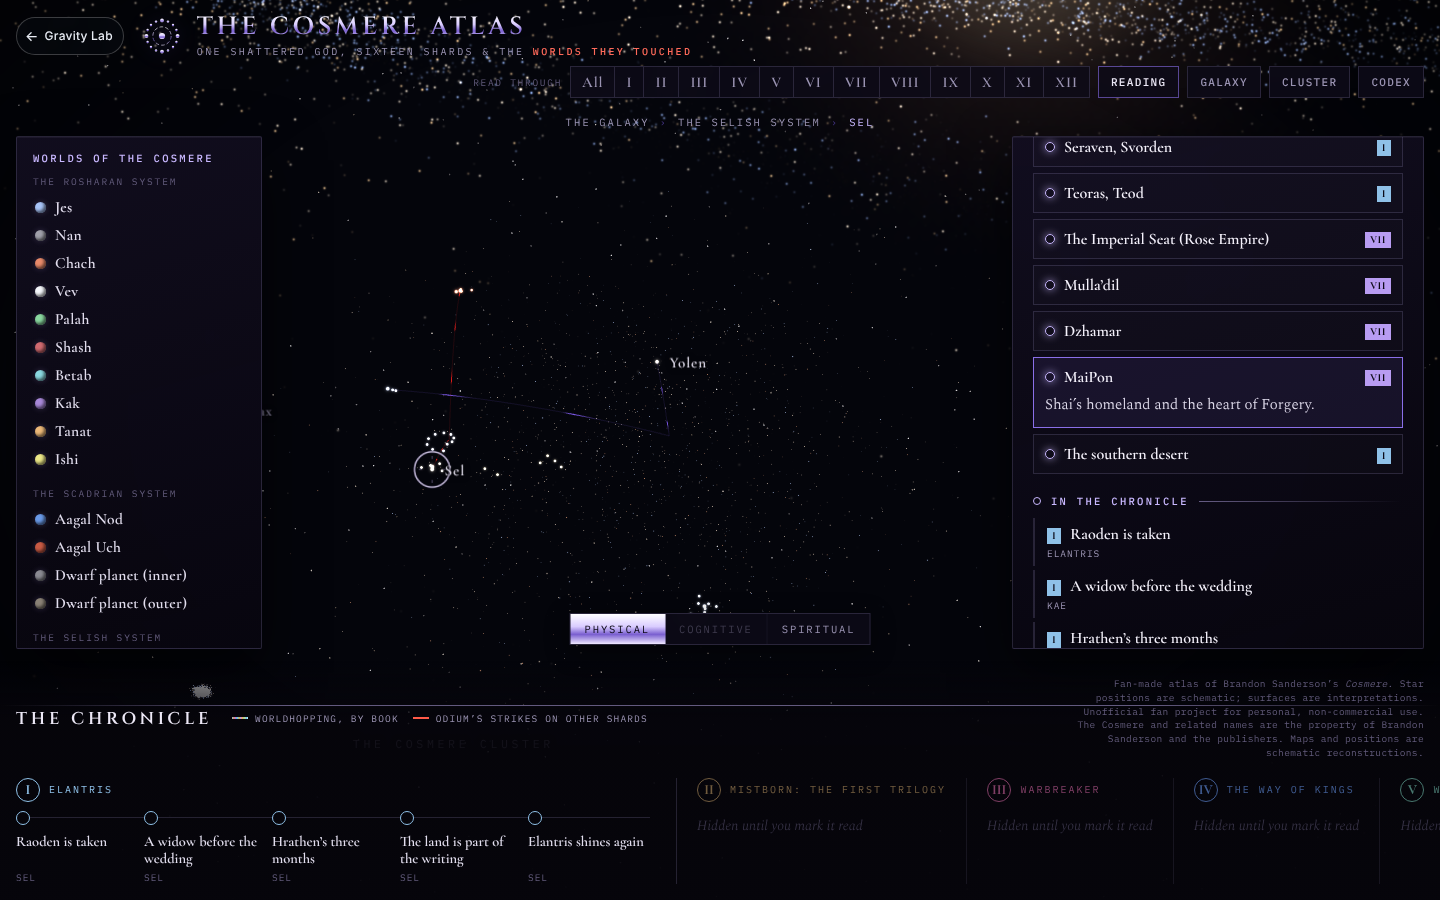 ← Gravity Lab
THE COSMERE ATLAS
ONE SHATTERED GOD, SIXTEEN SHARDS & THE WORLDS THEY TOUCHED
READ THROUGH All I II III IV V VI VII VIII IX X XI XII READING GALAXY CLUSTER CODEX
THE GALAXY THE SELISH SYSTEM SEL
WORLDS OF THE COSMERE
THE ROSHARAN SYSTEM
Jes
Nan
Chach
Vev
Palah
Shash
Betab
Kak
Tanat
Ishi
THE SCADRIAN SYSTEM
Aagal Nod
Aagal Uch
Dwarf planet (inner)
Dwarf planet (outer)
THE SELISH SYSTEM
Yolen
Sel
PHYSICAL COGNITIVE SPIRITUAL
Seraven, Svorden I
Teoras, Teod I
The Imperial Seat (Rose Empire) VII
Mulla’dil VII
Dzhamar VII
MaiPon VII
Shai’s homeland and the heart of Forgery.
The southern desert I
IN THE CHRONICLE
I Raoden is taken
ELANTRIS
I A widow before the wedding
KAE
I Hrathen’s three months
Fan-made atlas of Brandon Sanderson’s Cosmere. Star
positions are schematic; surfaces are interpretations.
Unofficial fan project for personal, non-commercial use.
The Cosmere and related names are the property of Brandon
Sanderson and the publishers. Maps and positions are
schematic reconstructions.
THE CHRONICLE WORLDHOPPING, BY BOOK ODIUM’S STRIKES ON OTHER SHARDS
THE COSMERE CLUSTER
I ELANTRIS
Raoden is taken
SEL
A widow before the
wedding
SEL
Hrathen’s three
months
SEL
The land is part of
the writing
SEL
Elantris shines again
SEL
II MISTBORN: THE FIRST TRILOGY
Hidden until you mark it read
III WARBREAKER
Hidden until you mark it read
IV THE WAY OF KINGS
Hidden until you mark it read
V W
Hidden